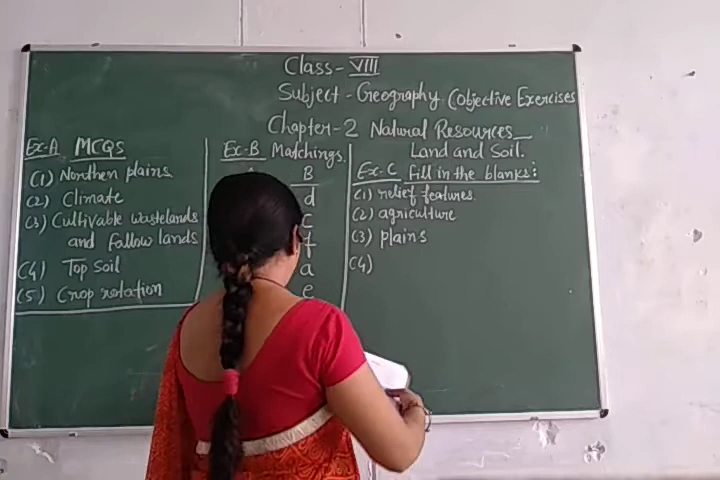 Class-VIII
Subject - Geography (Objective Exercises
Chapter-2 Natural Resources_
Land and Soil.
Ex-A MCQS
(1) Northen plains
(2) Climate
(3) Cultivable wastelands
and fallow lands
(4) Top Soil
(5) Crop rotation
Ex-B Matchings.
B
d
c
f
a
e
Ex-C Fill in the blanks:
(1) relief features.
(2) agriculture
(3) plains
(4)